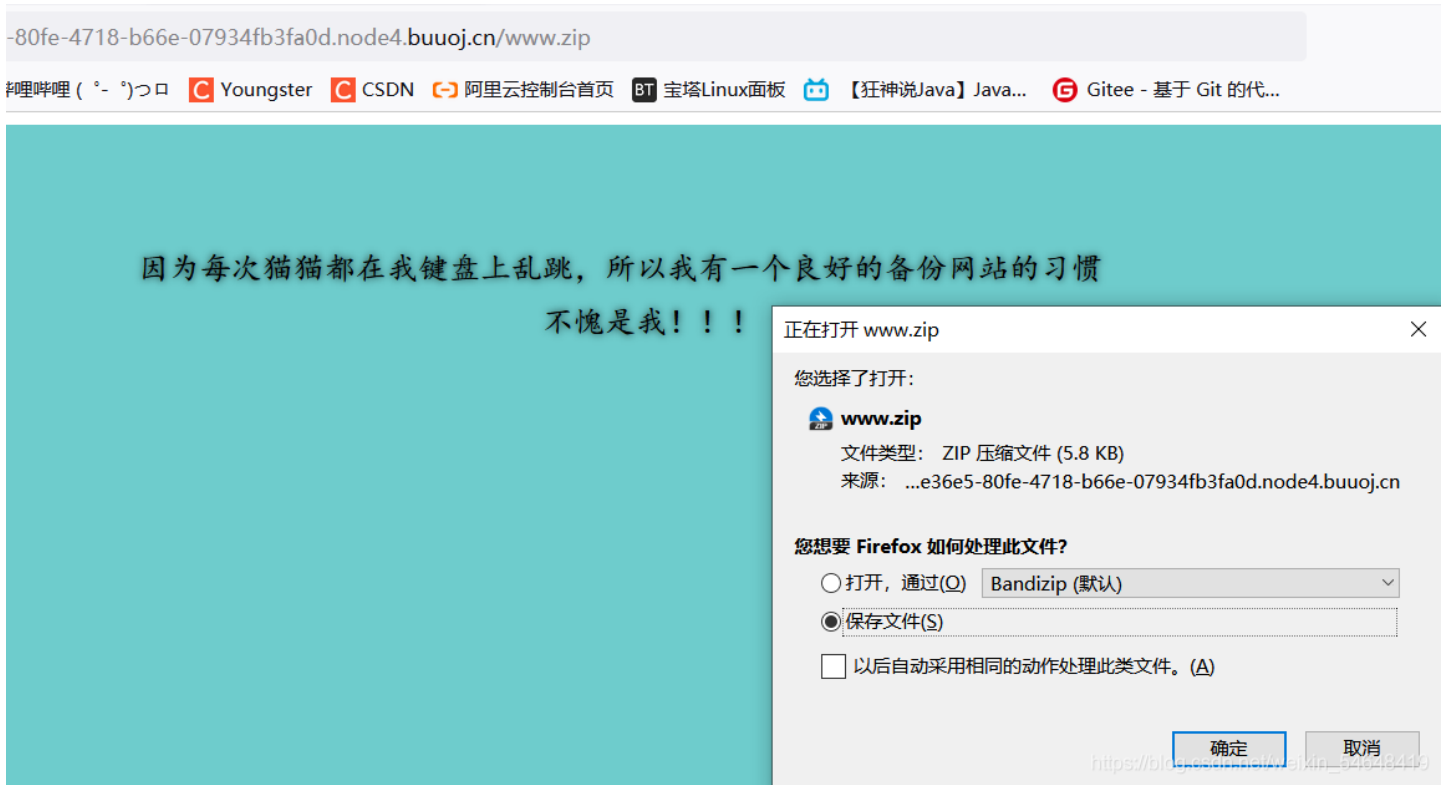 -80fe-4718-b66e-07934fb3fa0d.node4.buuoj.cn/www.zip
哔哩哔哩 ( ゜- ゜)つロ Youngster CSDN 阿里云控制台首页 BT 宝塔Linux面板 【狂神说Java】Java... Gitee - 基于 Git 的代...
因为每次猫猫都在我键盘上乱跳，所以我有一个良好的备份网站的习惯
不愧是我！！！
正在打开 www.zip
您选择了打开：
www.zip
文件类型： ZIP 压缩文件 (5.8 KB)
来源： ...e36e5-80fe-4718-b66e-07934fb3fa0d.node4.buuoj.cn
您想要 Firefox 如何处理此文件？
打开，通过(O) Bandizip (默认)
保存文件(S)
以后自动采用相同的动作处理此类文件。(A)
确定 取消
https://blog.csdn.net/weixin_54648419